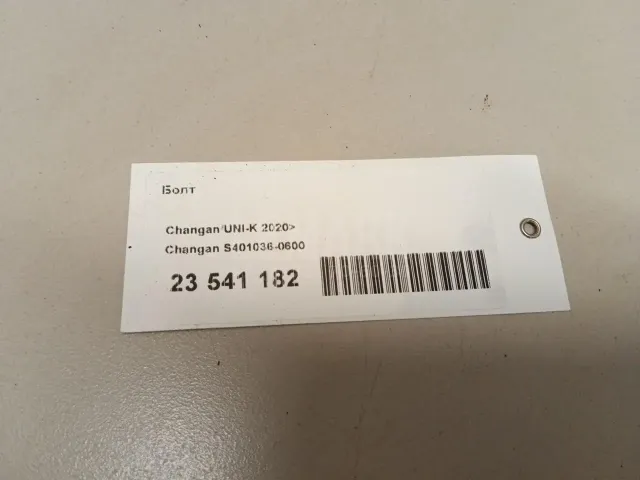 Болт
Changan UNI-K 2020>
Changan S401036-0600
23 541 182